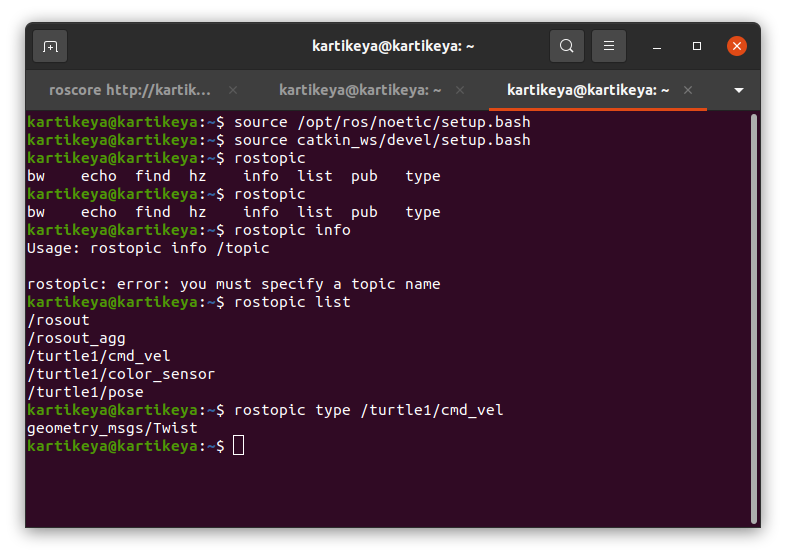 kartikeya@kartikeya: ~
roscore http://kartik...
kartikeya@kartikeya: ~
kartikeya@kartikeya: ~
kartikeya@kartikeya:~$ source /opt/ros/noetic/setup.bash
kartikeya@kartikeya:~$ source catkin_ws/devel/setup.bash
kartikeya@kartikeya:~$ rostopic
bw    echo  find  hz    info  list  pub   type
kartikeya@kartikeya:~$ rostopic
bw    echo  find  hz    info  list  pub   type
kartikeya@kartikeya:~$ rostopic info
Usage: rostopic info /topic
rostopic: error: you must specify a topic name
kartikeya@kartikeya:~$ rostopic list
/rosout
/rosout_agg
/turtle1/cmd_vel
/turtle1/color_sensor
/turtle1/pose
kartikeya@kartikeya:~$ rostopic type /turtle1/cmd_vel
geometry_msgs/Twist
kartikeya@kartikeya:~$